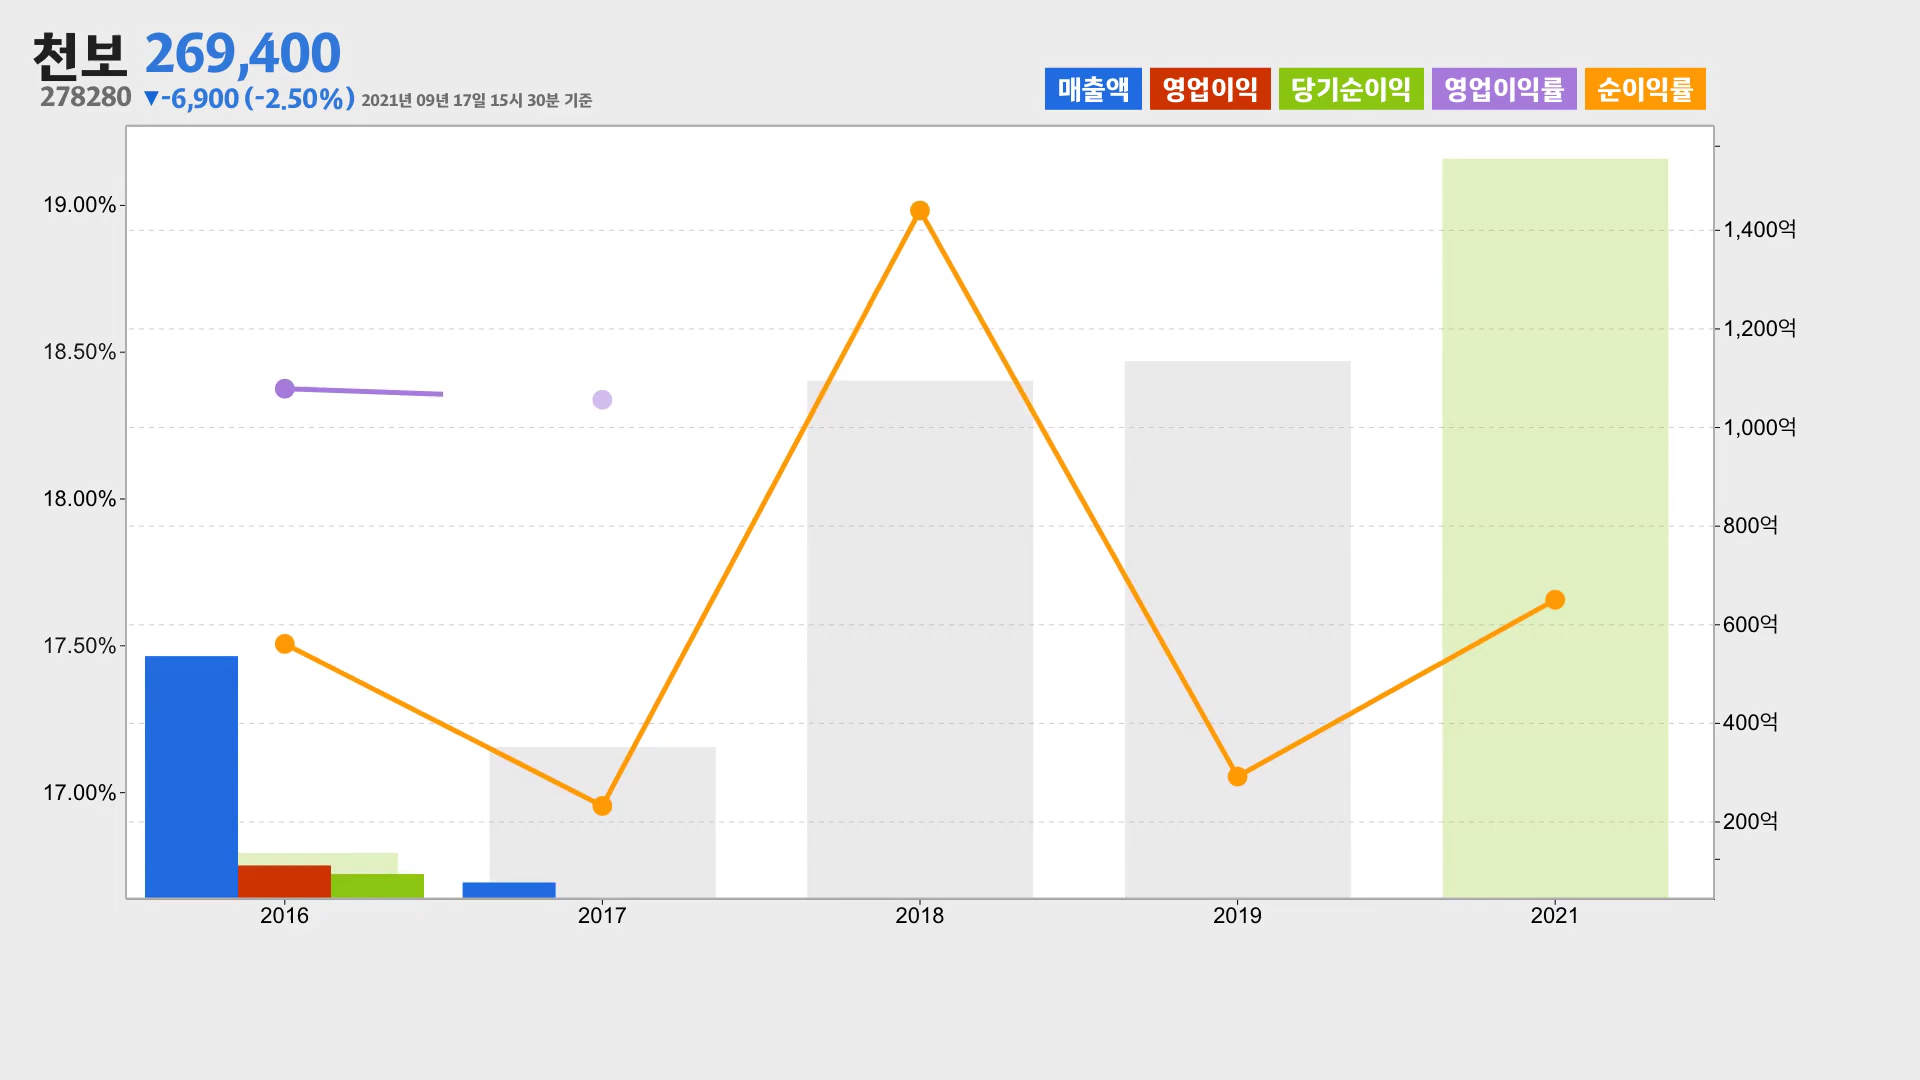 천보 269,400
278280 ▼-6,900 (-2.50%) 2021년 09월 17일 15시 30분 기준
매출액 영업이익 당기순이익 영업이익률 순이익률
19.00%
18.50%
18.00%
17.50%
17.00%
1,400억
1,200억
1,000억
800억
600억
400억
200억
2016 2017 2018 2019 2021